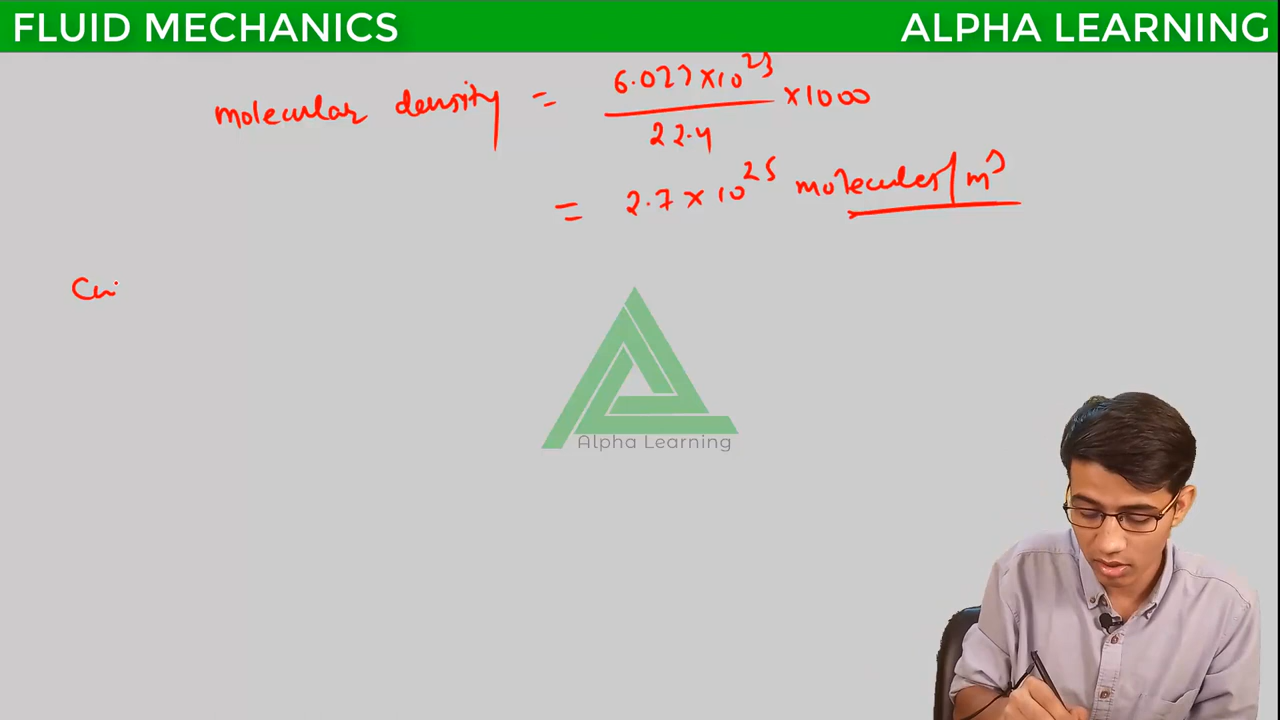 FLUID MECHANICS
ALPHA LEARNING
molecular density = 6.023×10²³ / 22.4 ×1000
= 2.7×10²⁵ molecules/m³
Alpha Learning